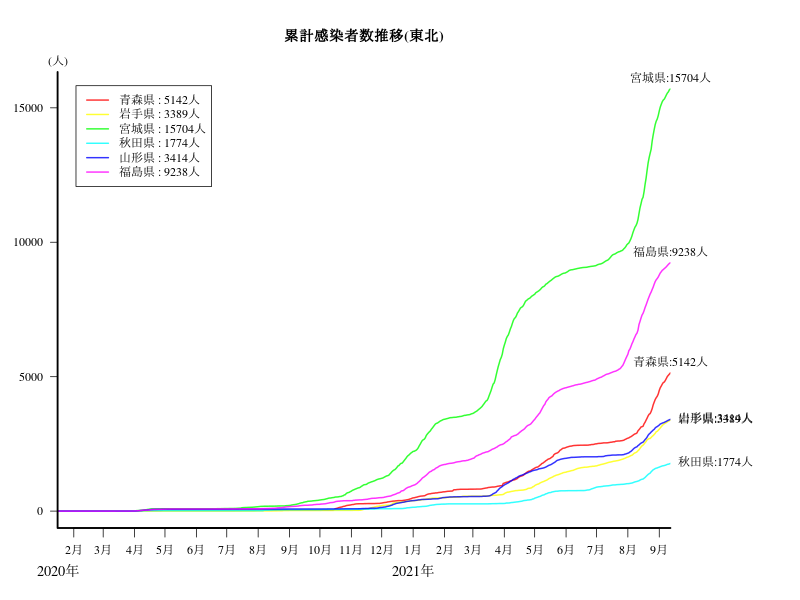 累計感染者数推移(東北)
(人)
宮城県:15704人
15000
青森県 : 5142人
岩手県 : 3389人
宮城県 : 15704人
秋田県 : 1774人
山形県 : 3414人
福島県 : 9238人
10000
福島県:9238人
5000
青森県:5142人
秋田県:1774人
0
2月 3月 4月 5月 6月 7月 8月 9月 10月 11月 12月 1月 2月 3月 4月 5月 6月 7月 8月 9月
2020年 2021年